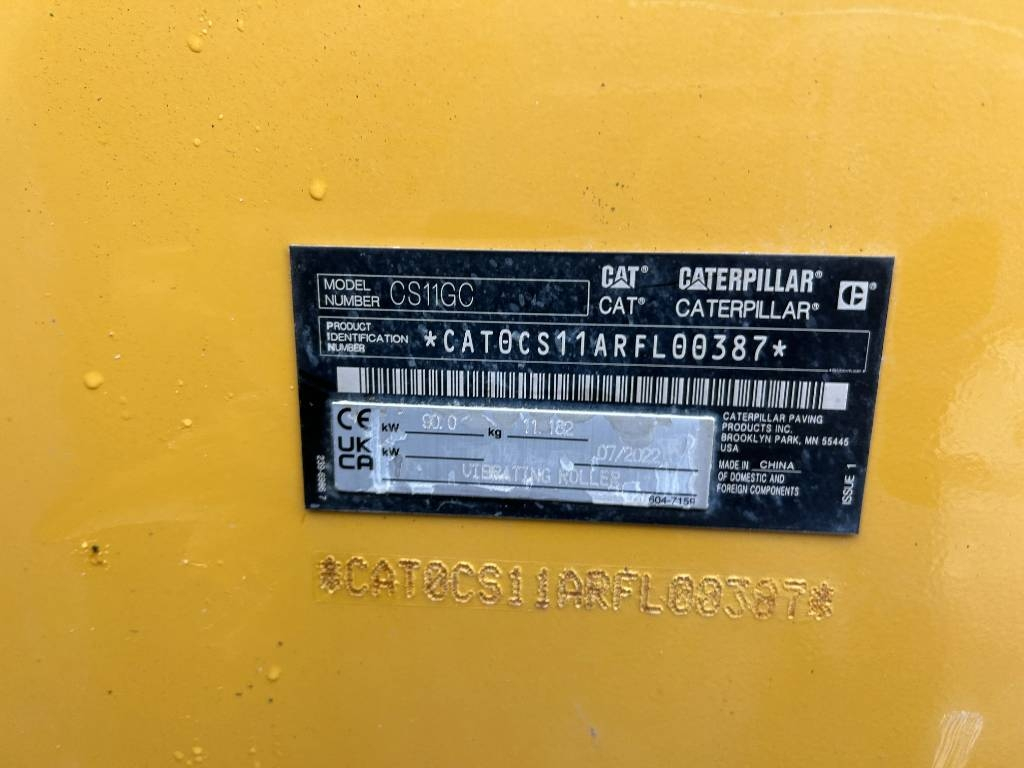 MODEL NUMBER CS11GC
CAT® CATERPILLAR®
CAT® CATERPILLAR®
PRODUCT IDENTIFICATION NUMBER *CAT0CS11ARFL00387*
CE
UK CA
kW 90.0 kg 11.182
kW 07/2022
VIBRATING ROLLER
604-7159
CATERPILLAR PAVING
PRODUCTS INC.
BROOKLYN PARK, MN 55445
USA
MADE IN CHINA
OF DOMESTIC AND
FOREIGN COMPONENTS
ISSUE 1
*CAT0CS11ARFL00387*